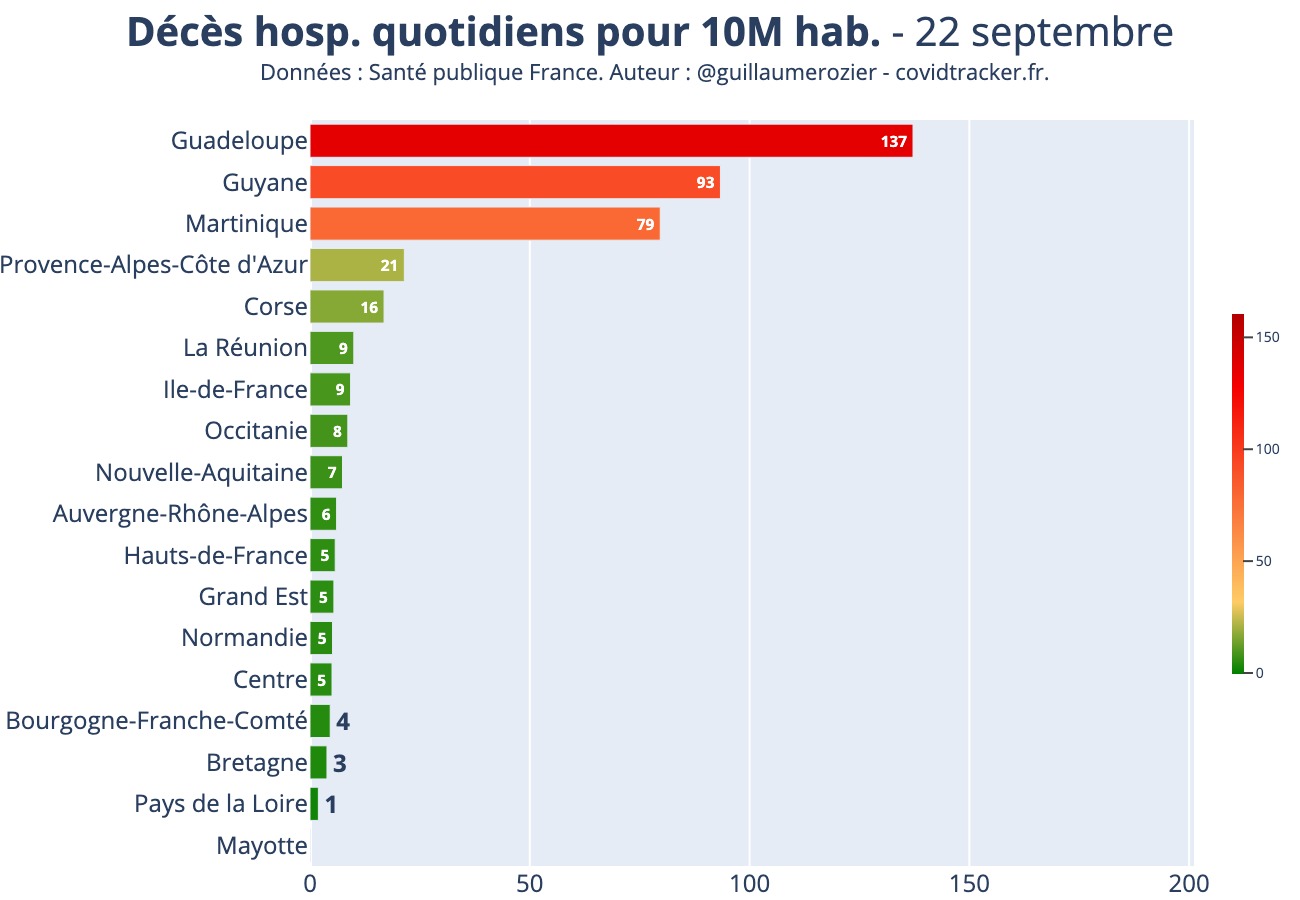 Décès hosp. quotidiens pour 10M hab. - 22 septembre
Données : Santé publique France. Auteur : @guillaumerozier - covidtracker.fr.
Guadeloupe 137
Guyane 93
Martinique 79
Provence-Alpes-Côte d'Azur 21
Corse 16
La Réunion 9
Ile-de-France 9
Occitanie 8
Nouvelle-Aquitaine 7
Auvergne-Rhône-Alpes 6
Hauts-de-France 5
Grand Est 5
Normandie 5
Centre 5
Bourgogne-Franche-Comté 4
Bretagne 3
Pays de la Loire 1
Mayotte
0 50 100 150 200
150
100
50
0